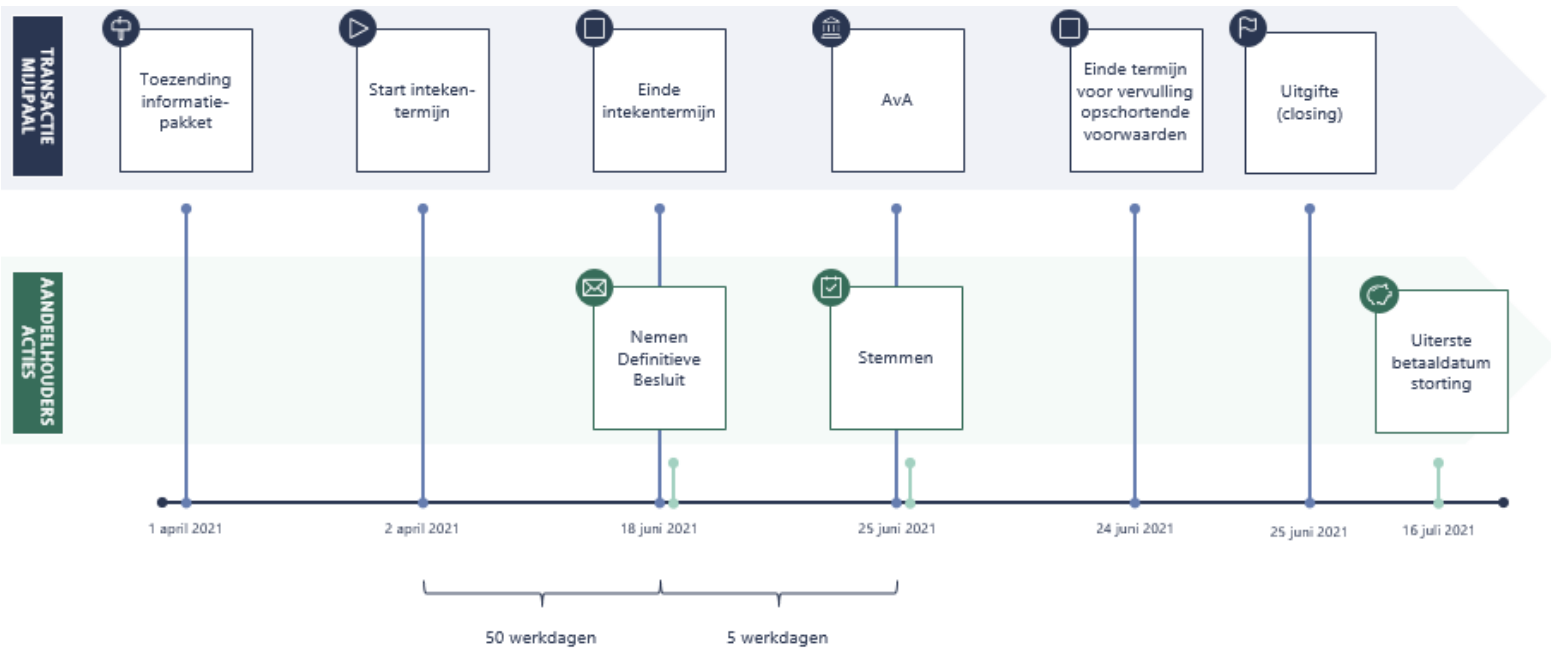 TRANSACTIE
MIJLPAAL
Toezending
informatie-
pakket
Start inteken-
termijn
Einde
intekentermijn
AvA
Einde termijn
voor vervulling
opschortende
voorwaarden
Uitgifte
(closing)
AANDEELHOUDERS
ACTIES
Nemen
Definitieve
Besluit
Stemmen
Uiterste
betaaldatum
storting
1 april 2021
2 april 2021
18 juni 2021
25 juni 2021
24 juni 2021
25 juni 2021
16 juli 2021
50 werkdagen
5 werkdagen